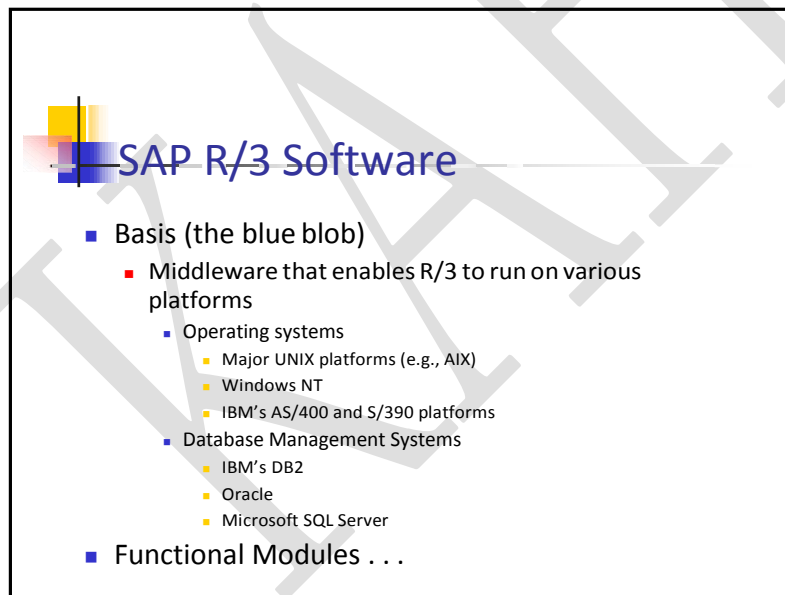 SAP R/3 Software
Basis (the blue blob)
Middleware that enables R/3 to run on various
platforms
Operating systems
Major UNIX platforms (e.g., AIX)
Windows NT
IBM’s AS/400 and S/390 platforms
Database Management Systems
IBM’s DB2
Oracle
Microsoft SQL Server
Functional Modules . . .